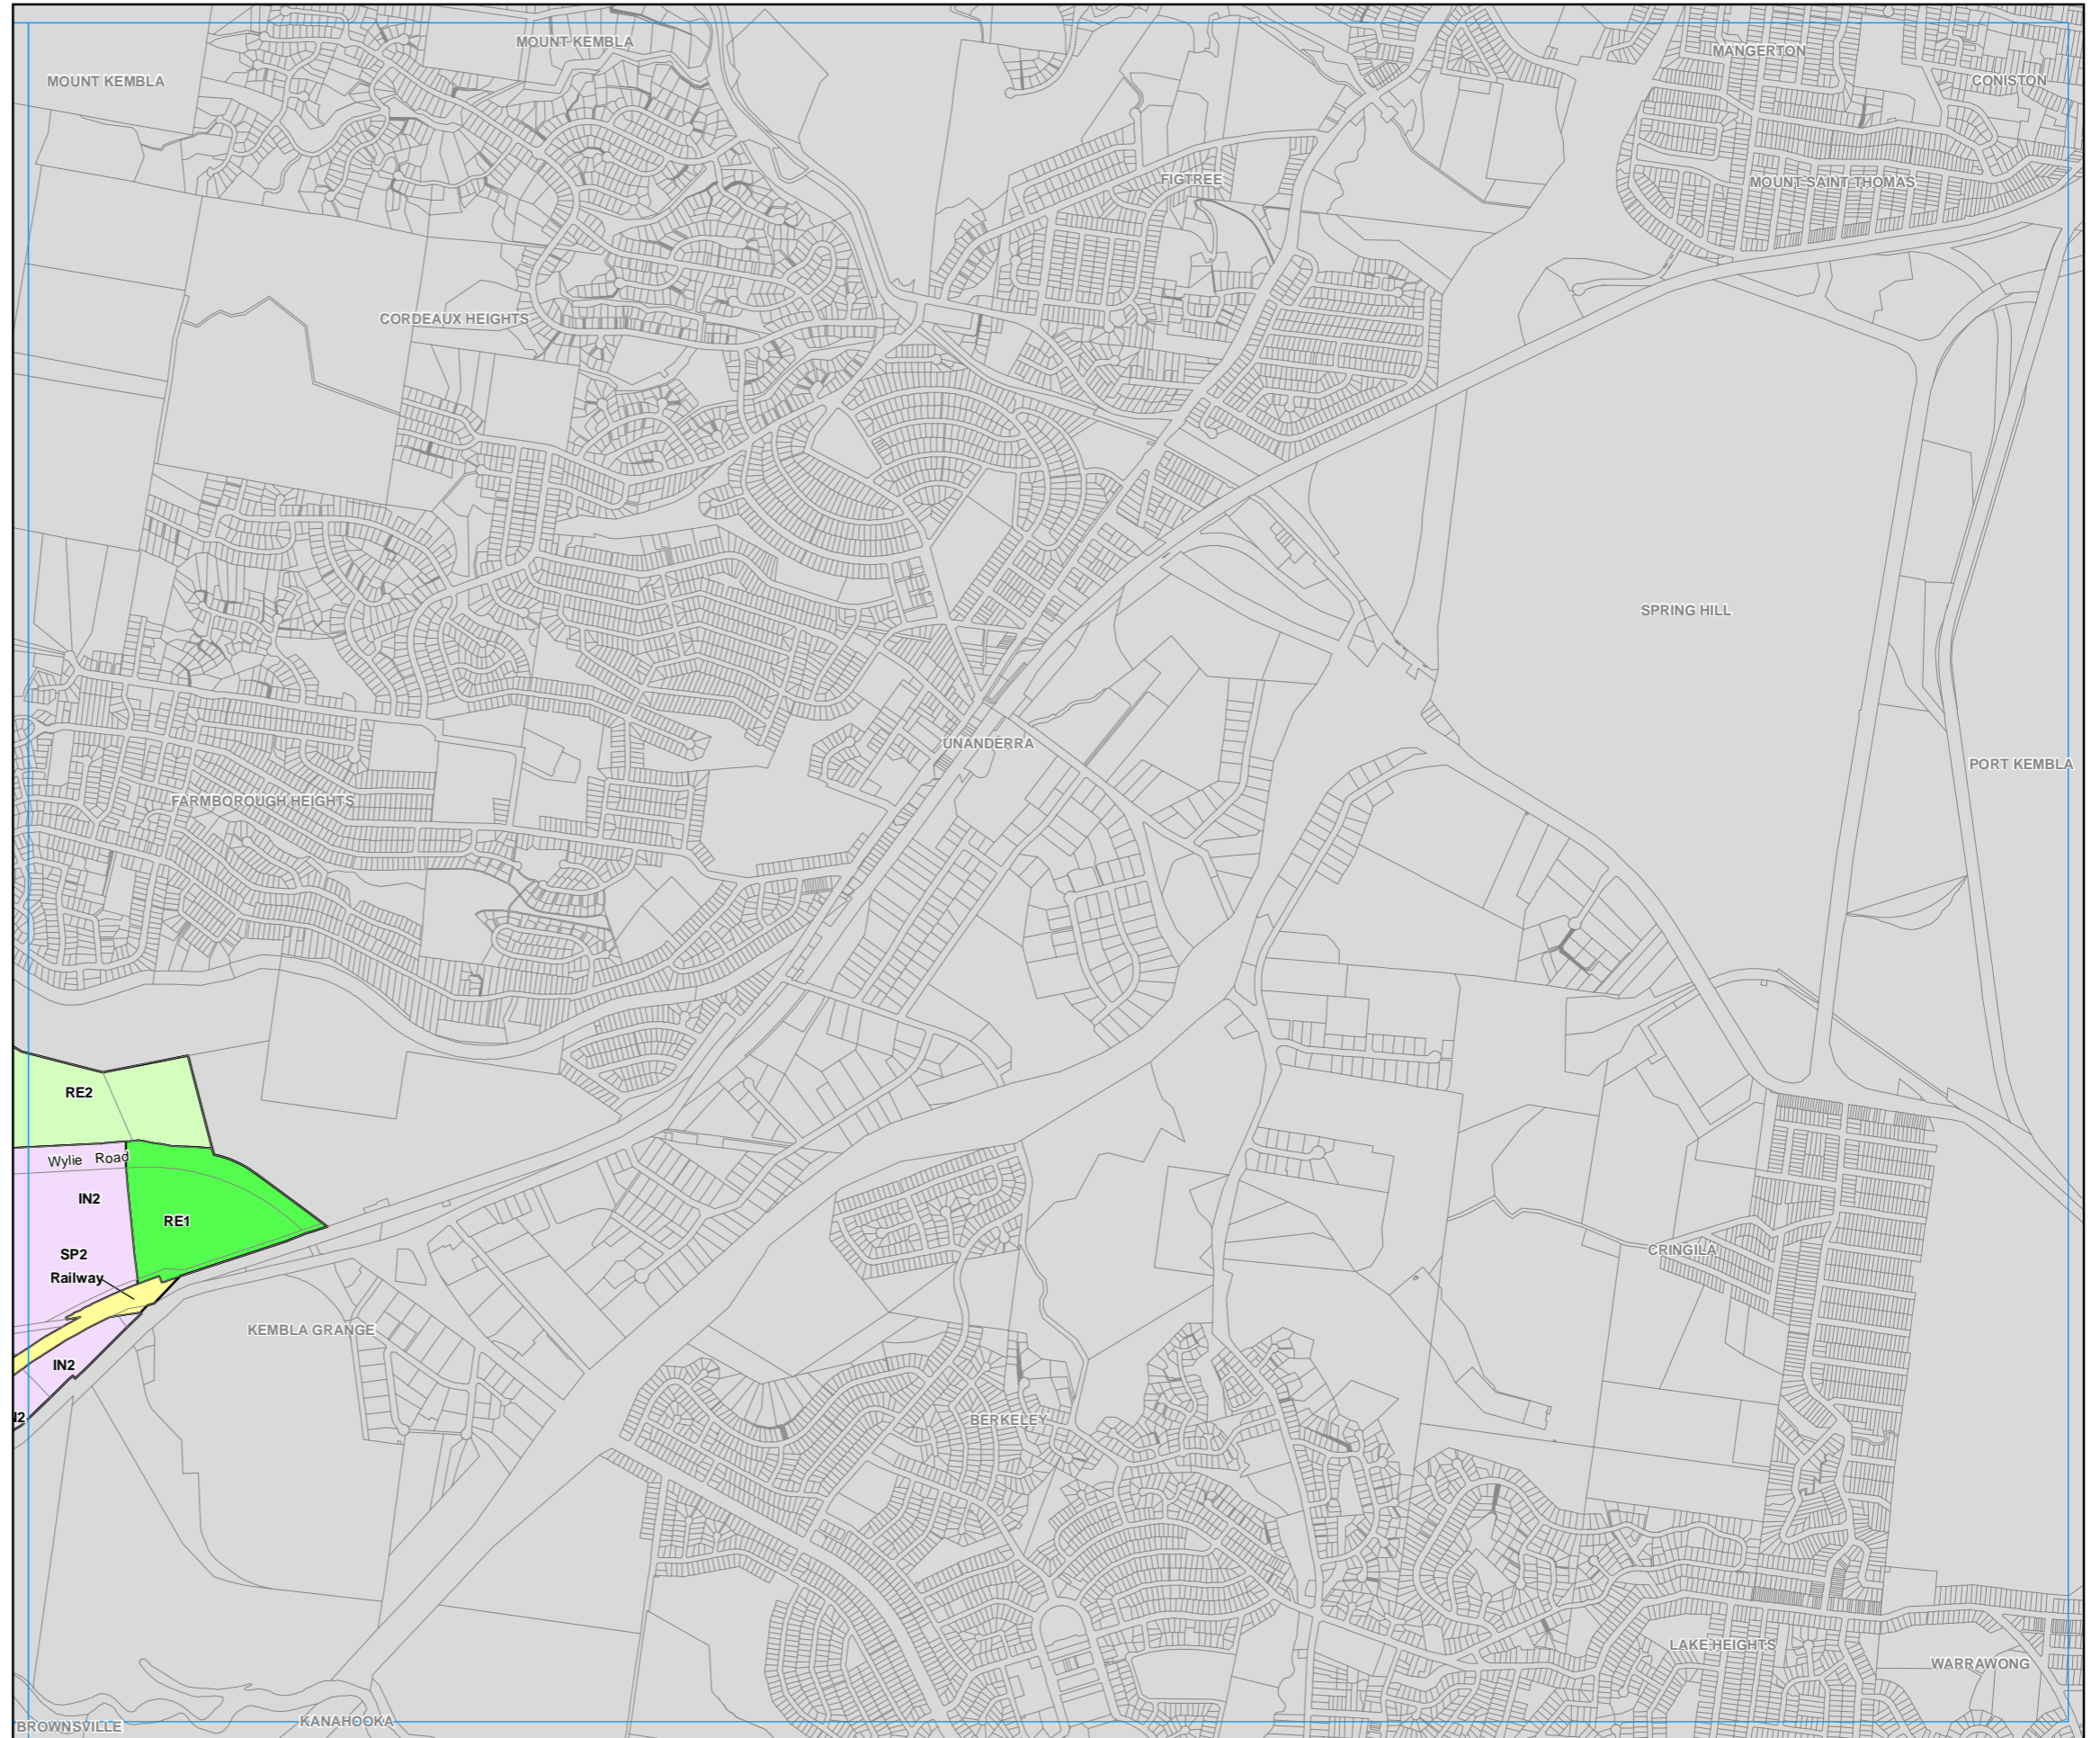 MOUNT KEMBLA
MANGERTON
MOUNT KEMBLA
CONISTON
FIGTREE
MOUNT SAINT THOMAS
CORDEAUX HEIGHTS
SPRING HILL
UNANDERRA
PORT KEMBLA
FARMBOROUGH HEIGHTS
RE2
Wylie Road
IN2
RE1
SP2
Railway
CRINGILA
KEMBLA GRANGE
IN2
N2
BERKELEY
LAKE HEIGHTS
WARRAWONG
KANAHOOKA
BROWNSVILLE